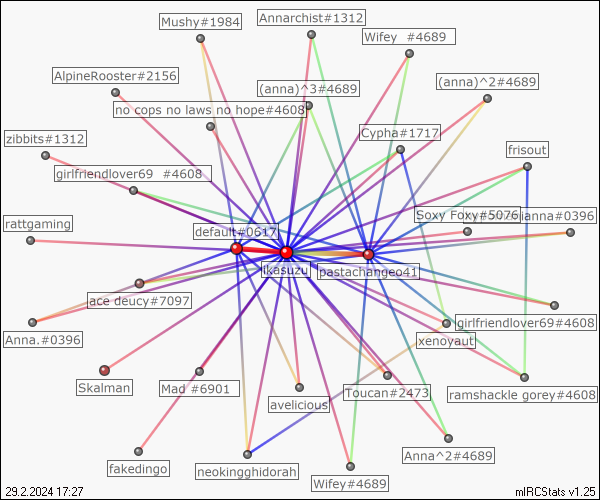 Annarchist#1312
Mushy#1984
Wifey #4689
AlpineRooster#2156
(anna)^3#4689
(anna)^2#4689
no cops no laws no hope#4608
Cypha#1717
zibbits#1312
frisout
girlfriendlover69 #4608
Soxy Foxy#5076
ianna#0396
rattgaming
default#0617
ikasuzu
pastachangeo41
ace deucy#7097
girlfriendlover69#4608
Anna.#0396
xenoyaut
Skalman
Mad #6901
Toucan#2473
ramshackle gorey#4608
avelicious
Anna^2#4689
fakedingo
neokingghidorah
Wifey#4689
29.2.2024 17:27
mIRCStats v1.25